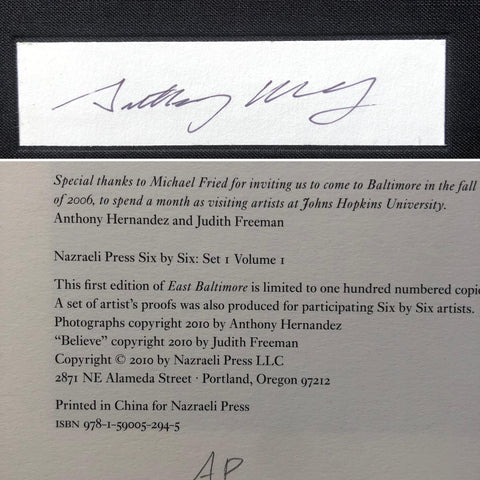 Anthony
Special thanks to Michael Fried for inviting us to come to Baltimore in the fall
of 2006, to spend a month as visiting artists at Johns Hopkins University.
Anthony Hernandez and Judith Freeman
Nazraeli Press Six by Six: Set 1 Volume 1
This first edition of East Baltimore is limited to one hundred numbered copie
A set of artist's proofs was also produced for participating Six by Six artists.
Photographs copyright 2010 by Anthony Hernandez
“Believe” copyright 2010 by Judith Freeman
Copyright © 2010 by Nazraeli Press LLC
2871 NE Alameda Street · Portland, Oregon 97212
Printed in China for Nazraeli Press
ISBN 978-1-59005-294-5
AP